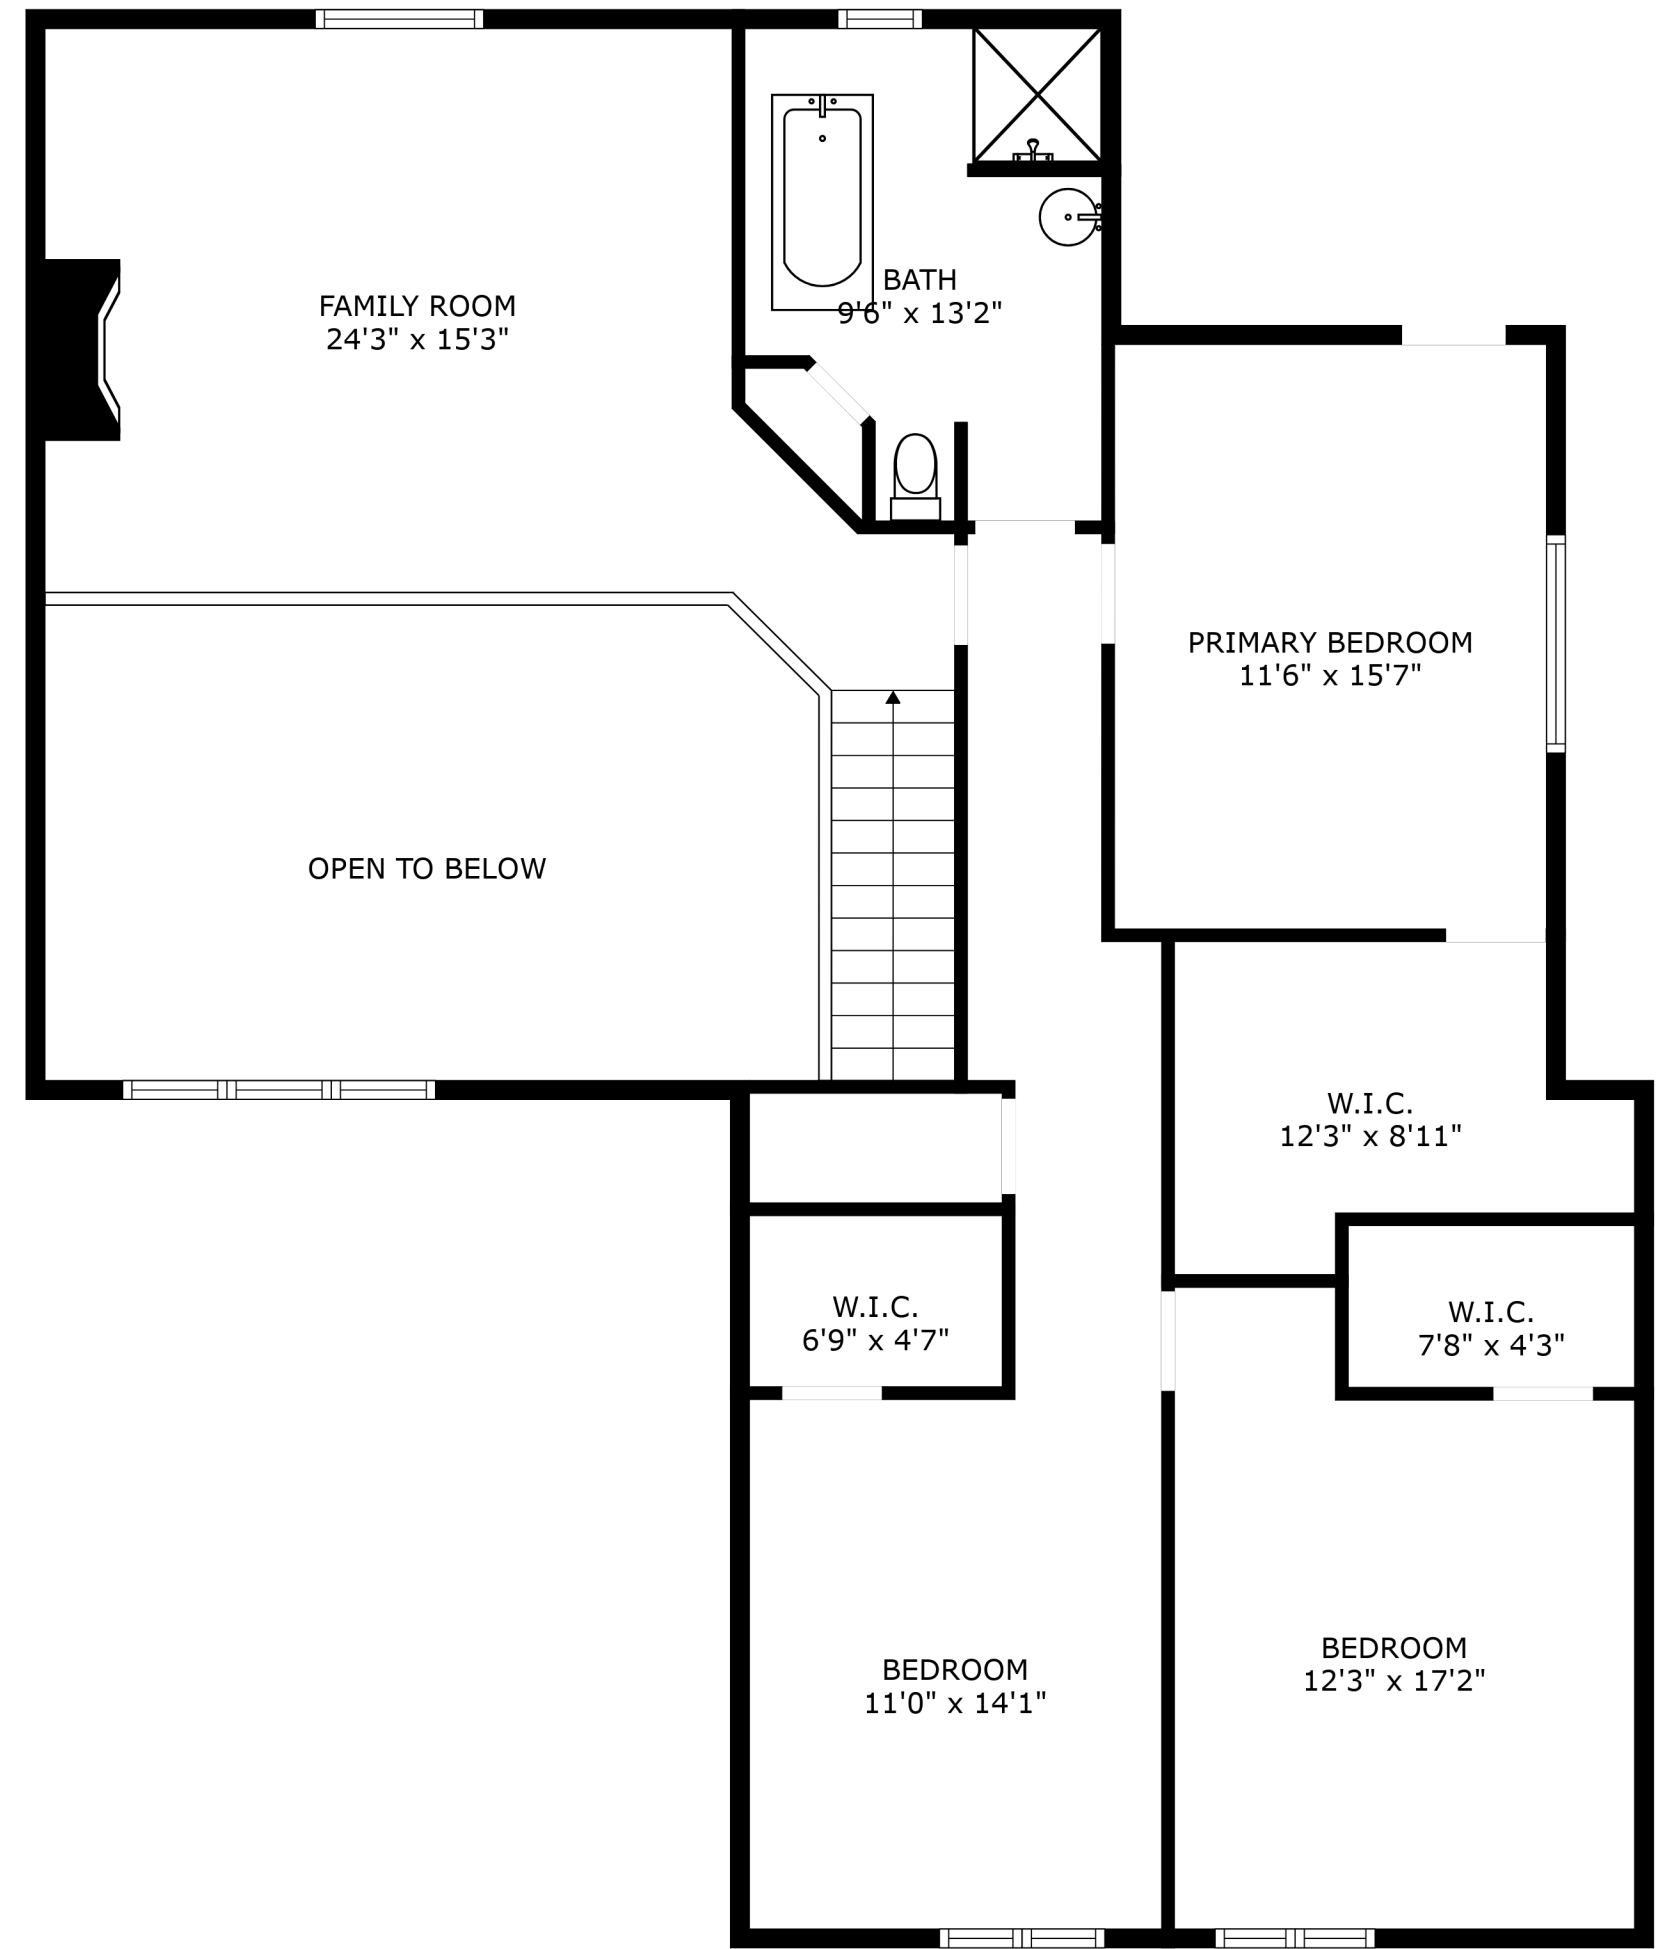 FAMILY ROOM
24'3" x 15'3"
BATH
9'6" x 13'2"
PRIMARY BEDROOM
11'6" x 15'7"
OPEN TO BELOW
W.I.C.
12'3" x 8'11"
W.I.C.
6'9" x 4'7"
W.I.C.
7'8" x 4'3"
BEDROOM
11'0" x 14'1"
BEDROOM
12'3" x 17'2"